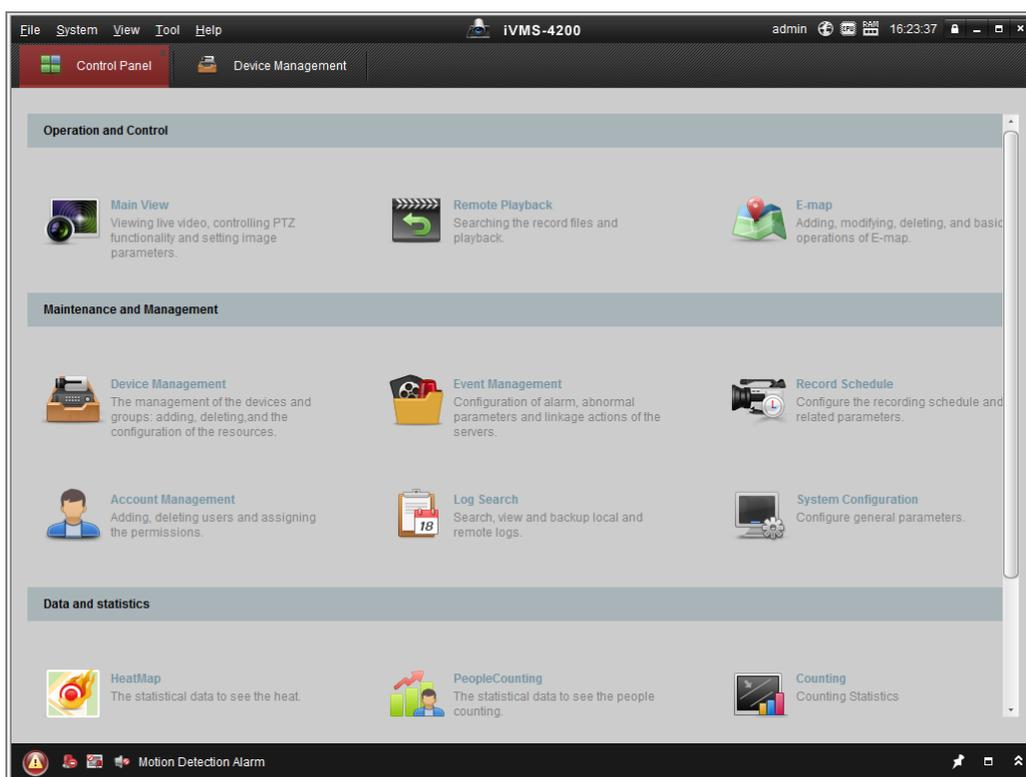 File System View Tool Help iVMS-4200 admin CPU RAM 16:23:37
Control Panel Device Management
Operation and Control
Main View
Viewing live video, controlling PTZ
functionality and setting image
parameters.
Remote Playback
Searching the record files and
playback.
E-map
Adding, modifying, deleting, and basic
operations of E-map.
Maintenance and Management
Device Management
The management of the devices and
groups: adding, deleting,and the
configuration of the resources.
Event Management
Configuration of alarm, abnormal
parameters and linkage actions of the
servers.
Record Schedule
Configure the recording schedule and
related parameters.
Account Management
Adding, deleting users and assigning
the permissions.
Log Search
Search, view and backup local and
remote logs.
18
System Configuration
Configure general parameters.
Data and statistics
HeatMap
The statistical data to see the heat.
PeopleCounting
The statistical data to see the people
counting.
Counting
Counting Statistics
Motion Detection Alarm